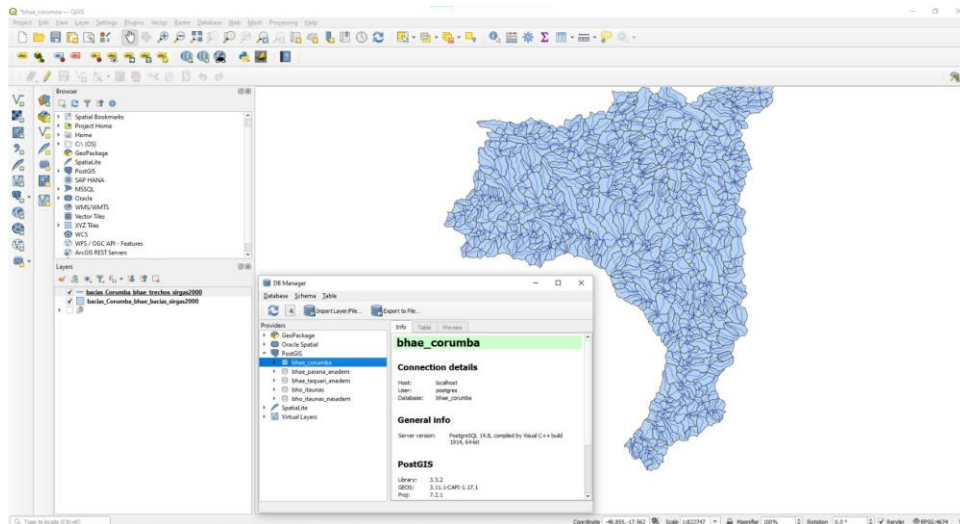 *bhae_corumba — QGIS
Project Edit View Layer Settings Plugins Vector Raster Database Web Mesh Processing Help
Browser
Spatial Bookmarks
Project Home
Home
C:\ (OS)
GeoPackage
SpatiaLite
PostGIS
SAP HANA
MSSQL
Oracle
WMS/WMTS
Vector Tiles
XYZ Tiles
WCS
WFS / OGC API - Features
ArcGIS REST Servers
Layers
bacias_Corumba_bhae_trechos_sirgas2000
bacias_Corumba_bhae_bacias_sirgas2000
DB Manager
Database Schema Table
Import Layer/File...
Export to File...
Providers
GeoPackage
Oracle Spatial
PostGIS
bhae_corumba
bhae_parana_anadem
bhae_taquari_anadem
bho_itaunas
bho_itaunas_nasadem
SpatiaLite
Virtual Layers
Info Table Preview
bhae_corumba
Connection details
Host: localhost
User: postgres
Database: bhae_corumba
General info
Server version: PostgreSQL 14.8, compiled by Visual C++ build
1914, 64-bit
PostGIS
Library: 3.3.2
GEOS: 3.11.1-CAPI-1.17.1
Proj: 7.2.1
Type to locate (Ctrl+K)
Coordinate -46.855,-17.562 Scale 1:822747 Magnifier 100% Rotation 0.0 ° Render EPSG:4674